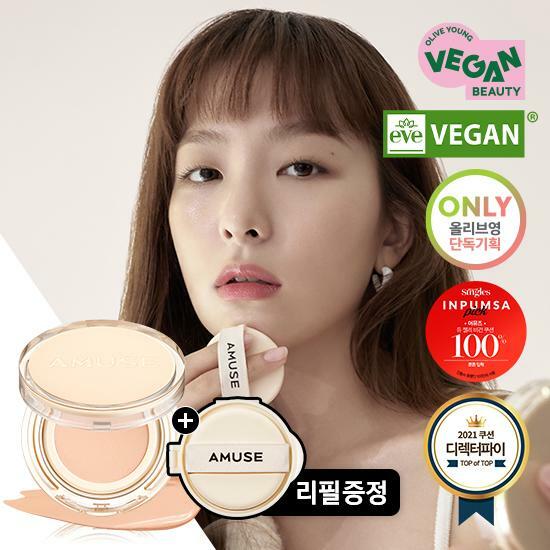 OLIVE YOUNG
VEGAN
BEAUTY
eve VEGAN®
ONLY
올리브영
단독기획
Singles
INPUMSA
pick
100%
AMUSE
AMUSE
AMUSE
+
리필증정
2021 쿠션
디렉터파이
TOP of TOP